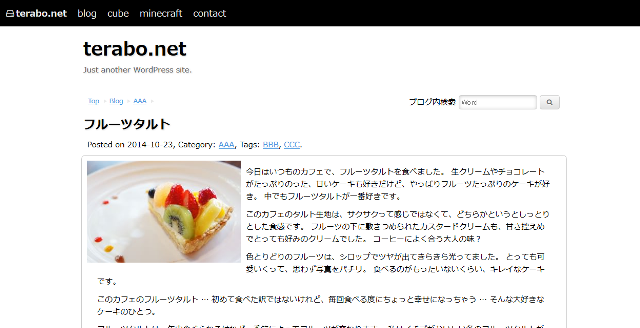 terabo.net blog cube minecraft contact
terabo.net
Just another WordPress site.
Top » Blog » AAA »
ブログ内検索 Word
フルーツタルト
Posted on 2014-10-23, Category: AAA, Tags: BBB, CCC.
今日はいつものカフェで、フルーツタルトを食べました。 生クリームやチョコレート
がたっぷりのった、甘いケーキも好きだけど、やっぱりフルーツたっぷりのケーキが好
き。 中でもフルーツタルトが一番好きです。
このカフェのタルト生地は、サクサクって感じではなくて、どちらかというとしっとり
とした食感です。 フルーツの下に敷きつめられたカスタードクリームも、甘さ控えめ
でとっても好みのクリームでした。 コーヒーによく合う大人の味？
色とりどりのフルーツは、シロップでツヤが出てきらきら光ってました。 とっても可
愛いくって、思わず写真をパチリ。 食べるのがもったいないくらい、キレイなケーキ
です。
このカフェのフルーツタルト … 初めて食べた訳ではないけれど、毎回食べる度にちょっと幸せになっちゃう … そんな大好きな
ケーキのひとつ。